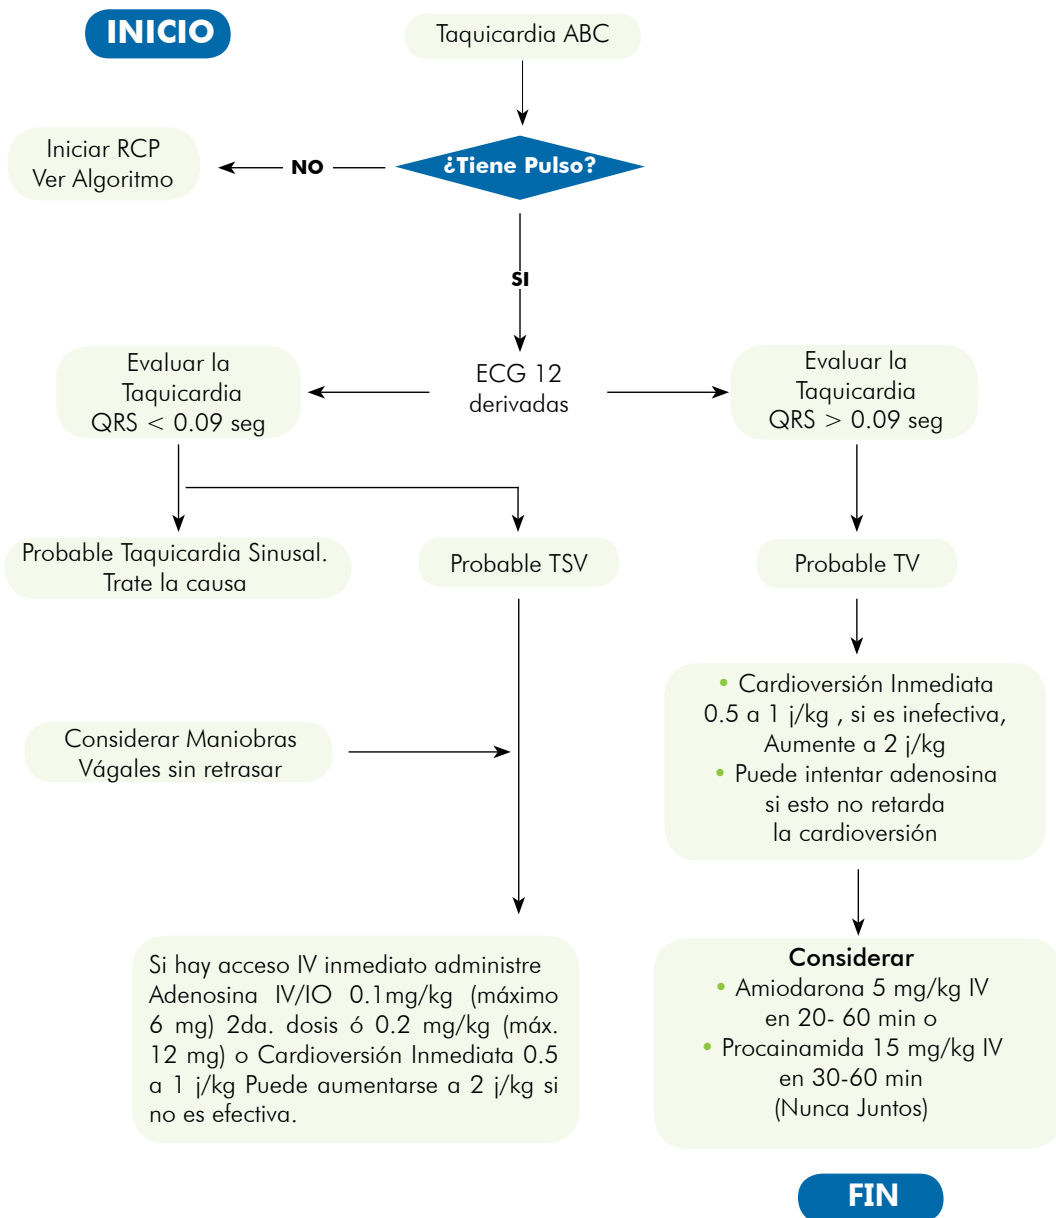 INICIO
Taquicardia ABC
¿Tiene Pulso?
NO
Iniciar RCP
Ver Algoritmo
SI
ECG 12
derivadas
Evaluar la
Taquicardia
QRS < 0.09 seg
Evaluar la
Taquicardia
QRS > 0.09 seg
Probable Taquicardia Sinusal.
Trate la causa
Probable TSV
Probable TV
Considerar Maniobras
Vágales sin retrasar
• Cardioversión Inmediata
0.5 a 1 j/kg , si es inefectiva,
Aumente a 2 j/kg
• Puede intentar adenosina
si esto no retarda
la cardioversión
Si hay acceso IV inmediato administre
Adenosina IV/IO 0.1mg/kg (máximo
6 mg) 2da. dosis ó 0.2 mg/kg (máx.
12 mg) o Cardioversión Inmediata 0.5
a 1 j/kg Puede aumentarse a 2 j/kg si
no es efectiva.
Considerar
• Amiodarona 5 mg/kg IV
en 20- 60 min o
• Procainamida 15 mg/kg IV
en 30-60 min
(Nunca Juntos)
FIN